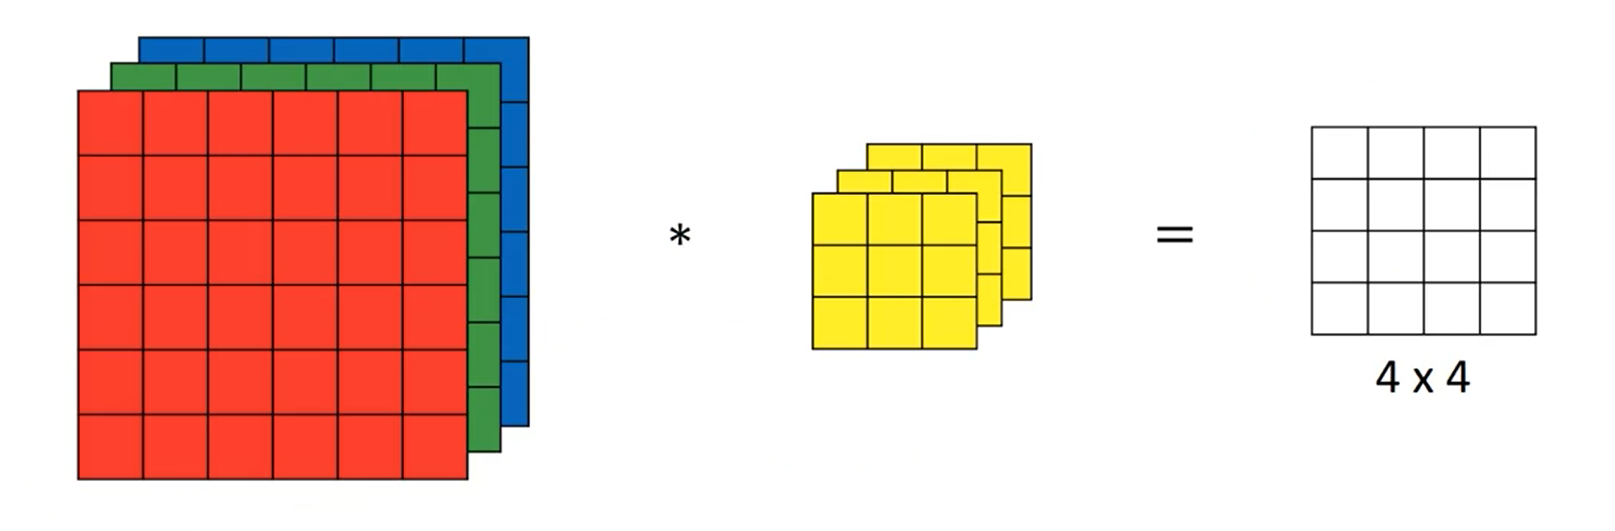 * =
4 x 4